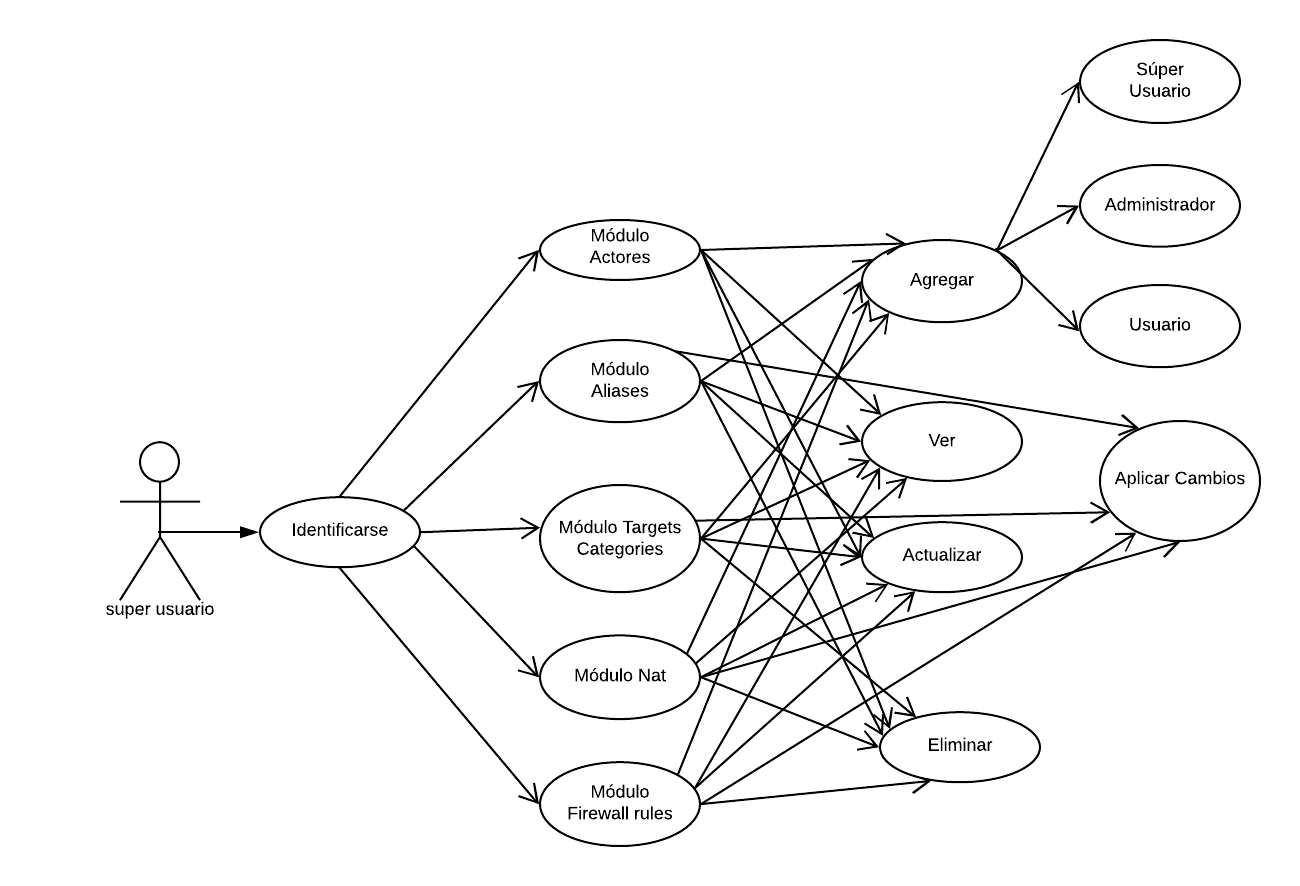 Súper
Usuario
Administrador
Usuario
Módulo
Actores
Agregar
Módulo
Aliases
Ver
Aplicar Cambios
Identificarse
Módulo Targets
Categories
Actualizar
super usuario
Módulo Nat
Eliminar
Módulo
Firewall rules